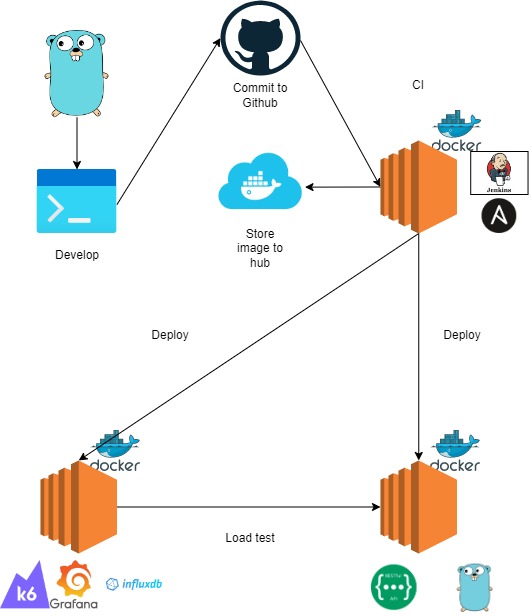 Commit to
Github
CI
docker
Jenkins
Develop
Store
image to
hub
Deploy
Deploy
docker
docker
Load test
k6
Grafana
influxdb
RESTful
API